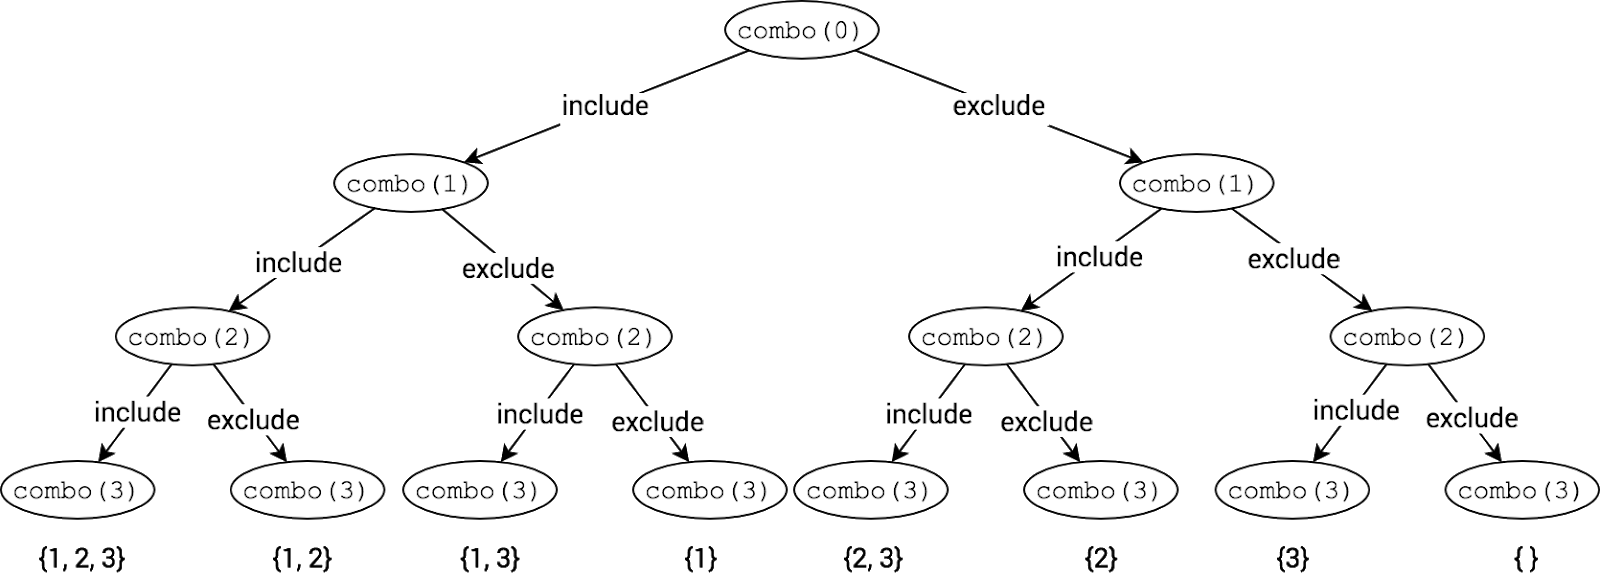 combo(0)
include
exclude
combo(1)
combo(1)
include
exclude
include
exclude
combo(2)
combo(2)
combo(2)
combo(2)
include
exclude
include
exclude
include
exclude
include
exclude
combo(3)
combo(3)
combo(3)
combo(3)
combo(3)
combo(3)
combo(3)
combo(3)
{1, 2, 3}
{1, 2}
{1, 3}
{1}
{2, 3}
{2}
{3}
{ }